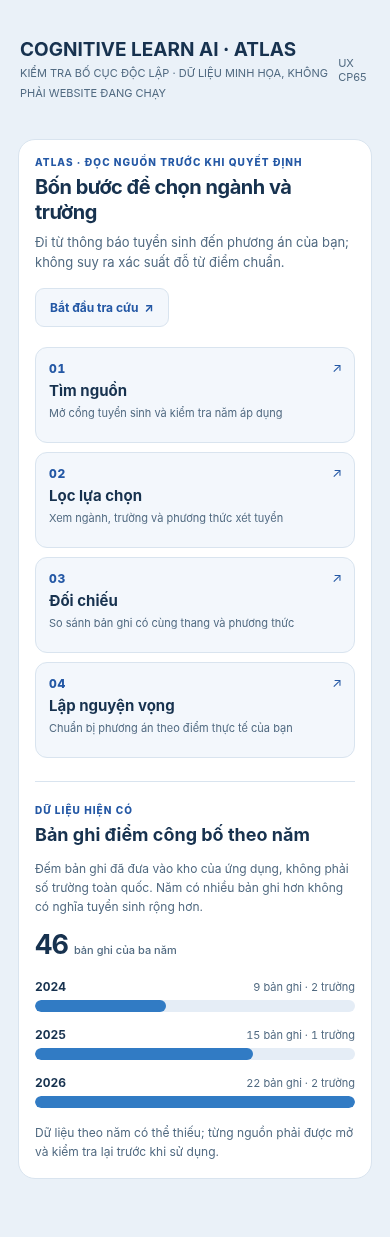 COGNITIVE LEARN AI · ATLAS
KIỂM TRA BỐ CỤC ĐỘC LẬP · DỮ LIỆU MINH HỌA, KHÔNG
PHẢI WEBSITE ĐANG CHẠY
UX
CP65
ATLAS · ĐỌC NGUỒN TRƯỚC KHI QUYẾT ĐỊNH
Bốn bước để chọn ngành và
trường
Đi từ thông báo tuyển sinh đến phương án của bạn;
không suy ra xác suất đỗ từ điểm chuẩn.
Bắt đầu tra cứu ↗
01 ↗
Tìm nguồn
Mở cổng tuyển sinh và kiểm tra năm áp dụng
02 ↗
Lọc lựa chọn
Xem ngành, trường và phương thức xét tuyển
03 ↗
Đối chiếu
So sánh bản ghi có cùng thang và phương thức
04 ↗
Lập nguyện vọng
Chuẩn bị phương án theo điểm thực tế của bạn
DỮ LIỆU HIỆN CÓ
Bản ghi điểm công bố theo năm
Đếm bản ghi đã đưa vào kho của ứng dụng, không phải
số trường toàn quốc. Năm có nhiều bản ghi hơn không
có nghĩa tuyển sinh rộng hơn.
46 bản ghi của ba năm
2024 9 bản ghi · 2 trường
2025 15 bản ghi · 1 trường
2026 22 bản ghi · 2 trường
Dữ liệu theo năm có thể thiếu; từng nguồn phải được mở
và kiểm tra lại trước khi sử dụng.